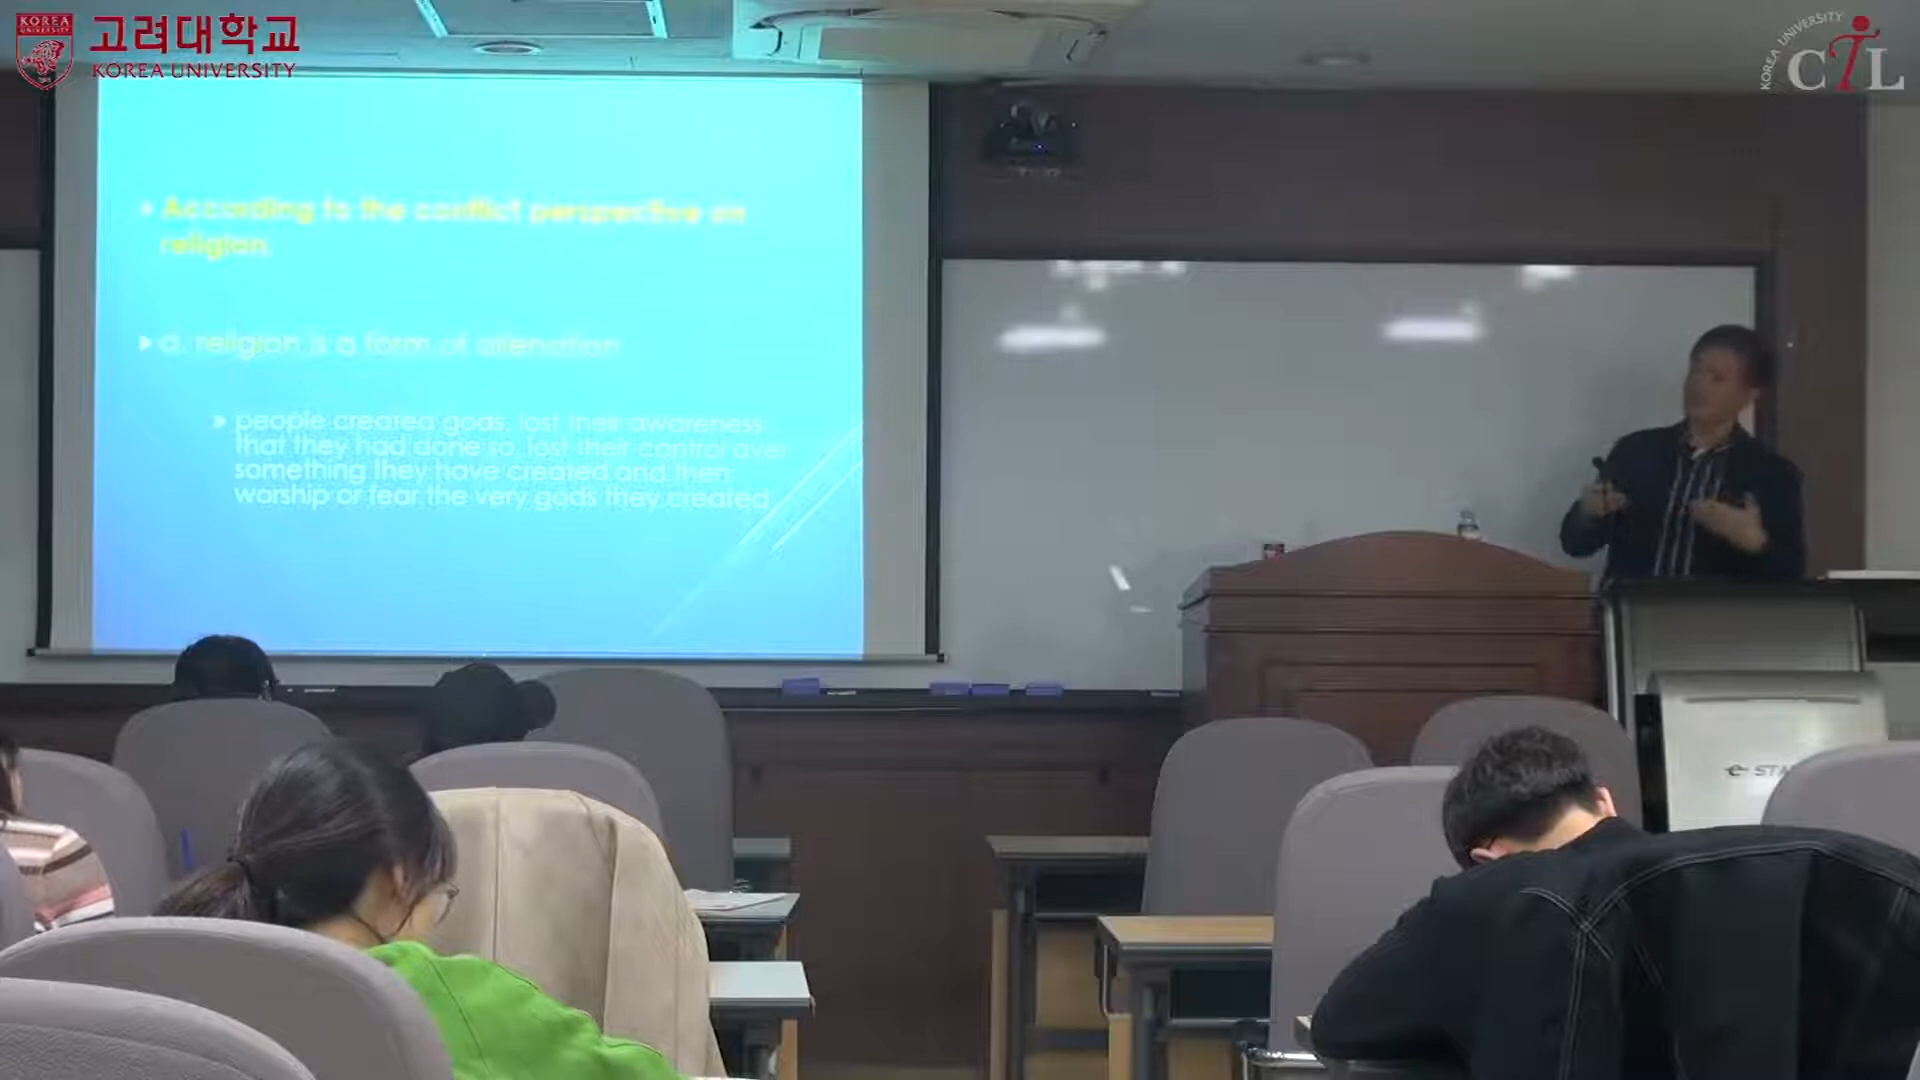 KOREA
UNIVERSITY
고려대학교
KOREA UNIVERSITY
KOREA UNIVERSITY
CTL
According to the conflict perspective on
religion,
a. religion is a form of alienation
people created gods, lost their awareness
that they had done so, lost their control over
something they have created and then
worship or fear the very gods they created
e-STA